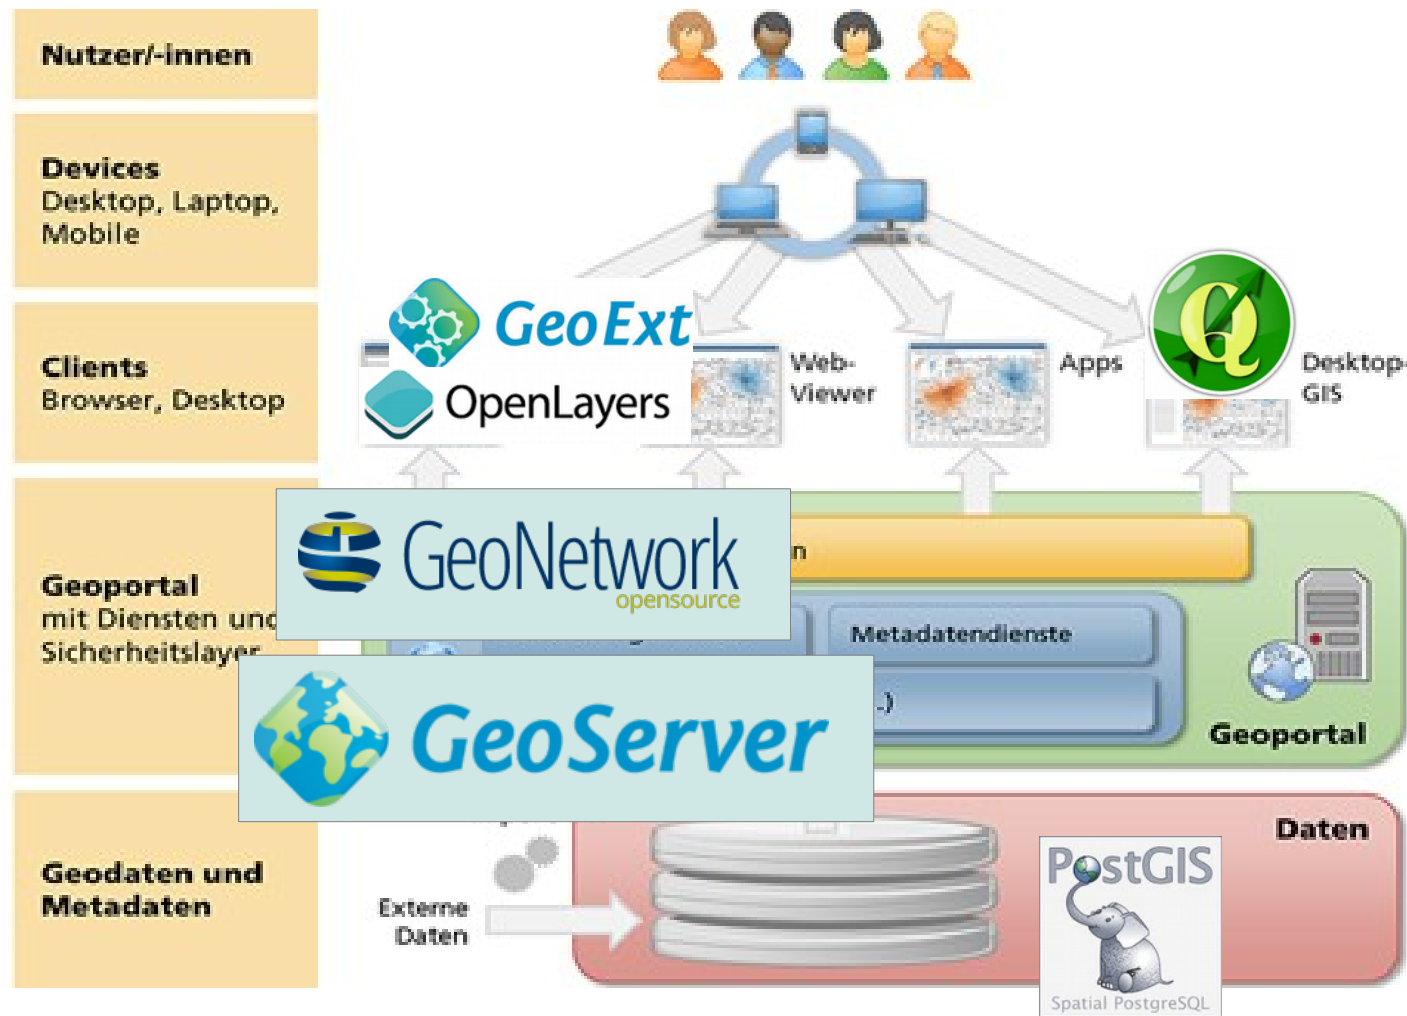 Nutzer/-innen
Devices
Desktop, Laptop,
Mobile
Clients
Browser, Desktop
GeoExt
OpenLayers
Web-
Viewer
Apps
Q
Desktop-
GIS
Geoportal
mit Diensten und
Sicherheitslayer
GeoNetwork
opensource
Metadatendienste
GeoServer
Geoportal
Geodaten und
Metadaten
Externe
Daten
Daten
PostGIS
Spatial PostgreSQL